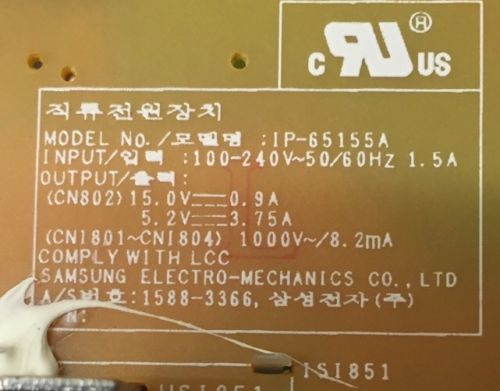 c RU ® US
직류전원장치
MODEL No./모델명 :IP-65155A
INPUT/입력 :100-240V~50/60HZ 1.5A
OUTPUT/출력:
(CN802) 15.0V⎓0.9A
5.2V⎓3.75A
(CN1801~CN1804) 1000V~/8.2mA
COMPLY WITH LCC
SAMSUNG ELECTRO-MECHANICS CO., LTD
A/S번호:1588-3366, 삼성전자(주)
N:
ISI851